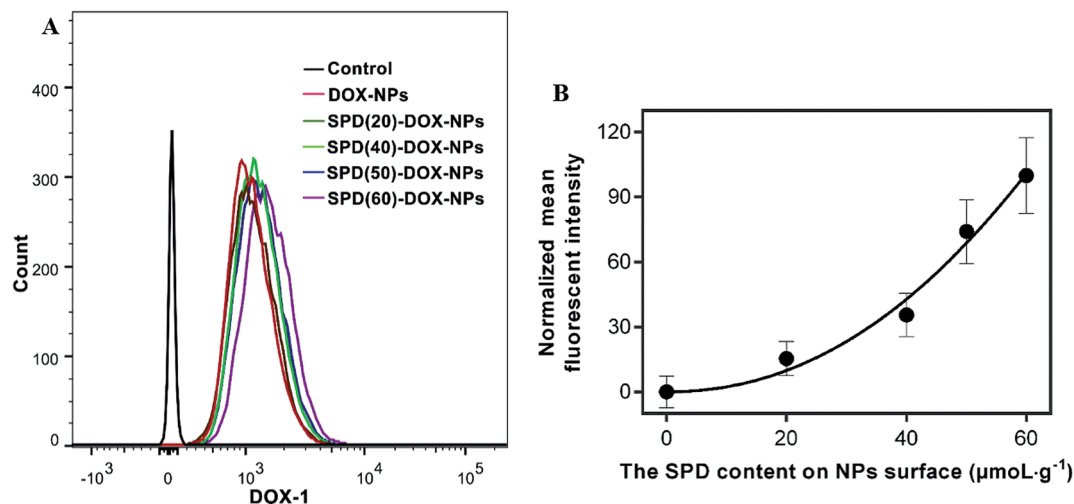 A
Control
DOX-NPs
SPD(20)-DOX-NPs
SPD(40)-DOX-NPs
SPD(50)-DOX-NPs
SPD(60)-DOX-NPs
Count
400
300
200
100
0
-10³
0
10³
10⁴
10⁵
DOX-1
B
Normalized mean
fluorescent intensity
120
90
60
30
0
0
20
40
60
The SPD content on NPs surface (μmoL·g⁻¹)